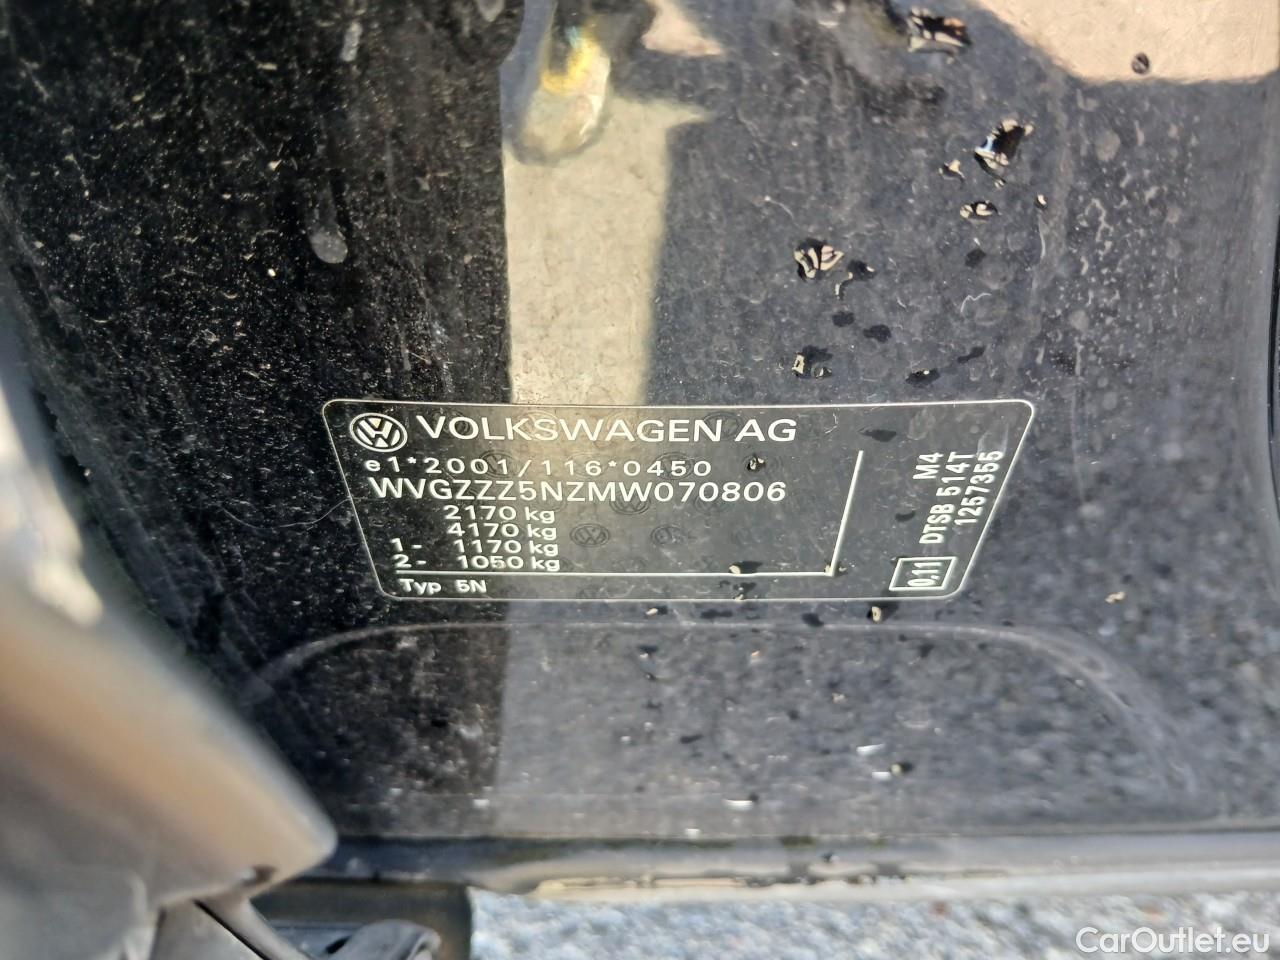 VOLKSWAGEN AG
e1*2001/116*0450
WVGZZZ5NZMW070806
2170 kg
4170 kg
1- 1170 kg
2- 1050 kg
Typ 5N
M4
DTSB 514T
1257355
0,11
CarOutlet.eu